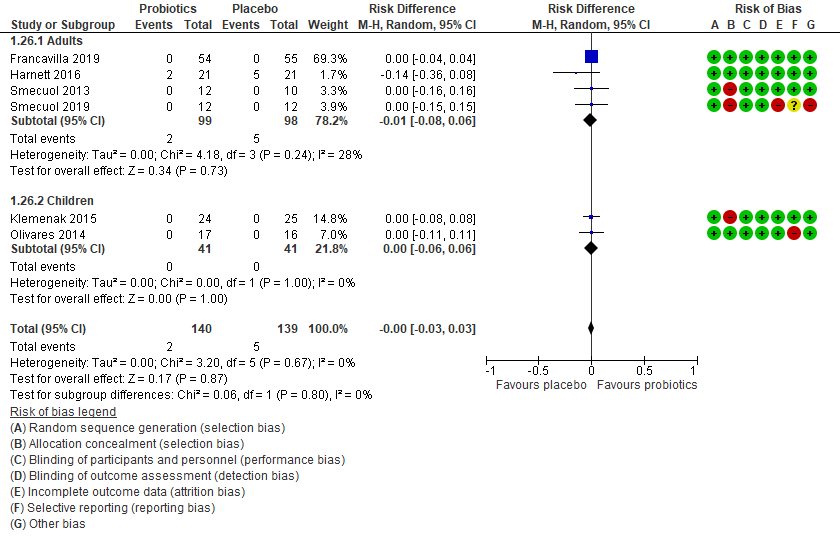 Probiotics Placebo Risk Difference Risk Difference Risk of Bias
Study or Subgroup Events Total Events Total Weight M-H, Random, 95% CI M-H, Random, 95% CI A B C D E F G
1.26.1 Adults
Francavilla 2019 0 54 0 55 69.3% 0.00 [-0.04, 0.04] + + + + + + +
Harnett 2016 2 21 5 21 1.7% -0.14 [-0.36, 0.08] + + + + + + +
Smecuol 2013 0 12 0 10 3.3% 0.00 [-0.16, 0.16] + - + + + + +
Smecuol 2019 0 12 0 12 3.9% 0.00 [-0.15, 0.15] + - + + - ? -
Subtotal (95% CI) 99 98 78.2% -0.01 [-0.08, 0.06]
Total events 2 5
Heterogeneity: Tau² = 0.00; Chi² = 4.18, df = 3 (P = 0.24); I² = 28%
Test for overall effect: Z = 0.34 (P = 0.73)
1.26.2 Children
Klemenak 2015 0 24 0 25 14.8% 0.00 [-0.08, 0.08] + - + + + + +
Olivares 2014 0 17 0 16 7.0% 0.00 [-0.11, 0.11] + + + + + - +
Subtotal (95% CI) 41 41 21.8% 0.00 [-0.06, 0.06]
Total events 0 0
Heterogeneity: Tau² = 0.00; Chi² = 0.00, df = 1 (P = 1.00); I² = 0%
Test for overall effect: Z = 0.00 (P = 1.00)
Total (95% CI) 140 139 100.0% -0.00 [-0.03, 0.03]
Total events 2 5
Heterogeneity: Tau² = 0.00; Chi² = 3.20, df = 5 (P = 0.67); I² = 0%
Test for overall effect: Z = 0.17 (P = 0.87)
Test for subgroup differences: Chi² = 0.06, df = 1 (P = 0.80), I² = 0%
-1 -0.5 0 0.5 1
Favours placebo Favours probiotics
Risk of bias legend
(A) Random sequence generation (selection bias)
(B) Allocation concealment (selection bias)
(C) Blinding of participants and personnel (performance bias)
(D) Blinding of outcome assessment (detection bias)
(E) Incomplete outcome data (attrition bias)
(F) Selective reporting (reporting bias)
(G) Other bias